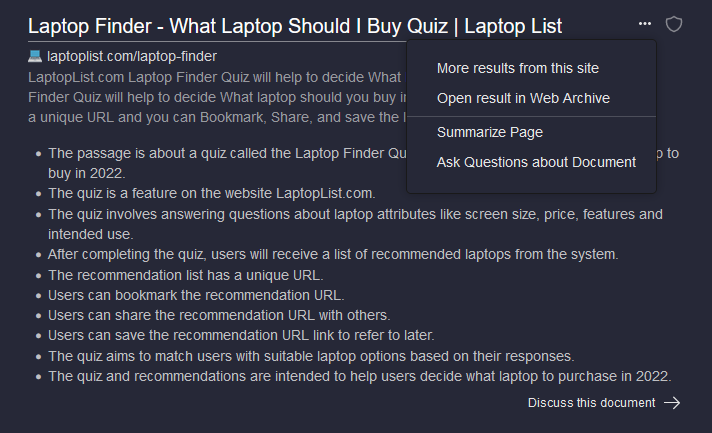 Laptop Finder - What Laptop Should I Buy Quiz | Laptop List
laptoplist.com/laptop-finder
LaptopList.com Laptop Finder Quiz will help to decide What
Finder Quiz will help to decide What laptop should you buy
a unique URL and you can Bookmark, Share, and save the
More results from this site
Open result in Web Archive
Summarize Page
Ask Questions about Document
• The passage is about a quiz called the Laptop Finder to
buy in 2022.
• The quiz is a feature on the website LaptopList.com.
• The quiz involves answering questions about laptop attributes like screen size, price, features and
intended use.
• After completing the quiz, users will receive a list of recommended laptops from the system.
• The recommendation list has a unique URL.
• Users can bookmark the recommendation URL.
• Users can share the recommendation URL with others.
• Users can save the recommendation URL link to refer to later.
• The quiz aims to match users with suitable laptop options based on their responses.
• The quiz and recommendations are intended to help users decide what laptop to purchase in 2022.
Discuss this document →